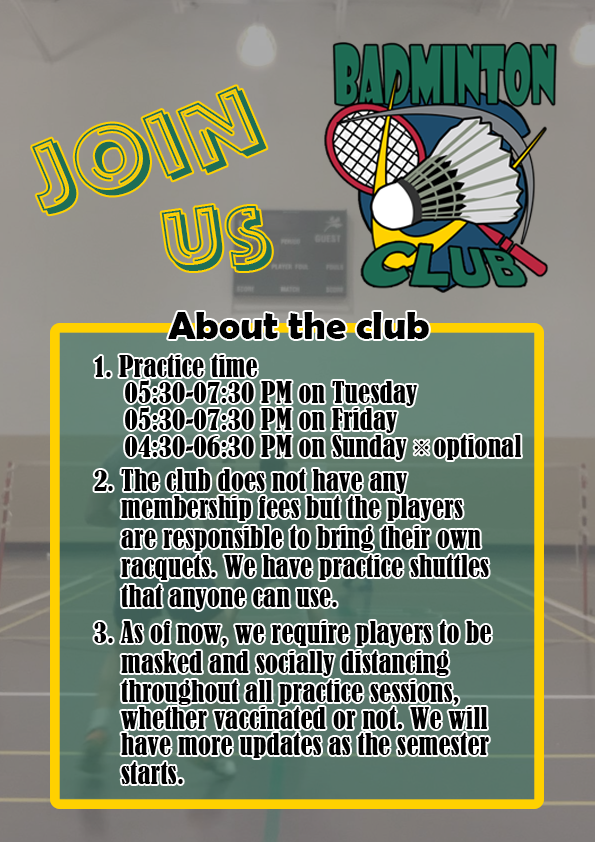 JOIN
US
BADMINTON
CLUB
GUEST
PLAYER FOUL
About the club
1. Practice time
05:30-07:30 PM on Tuesday
05:30-07:30 PM on Friday
04:30-06:30 PM on Sunday ※optional
2. The club does not have any
membership fees but the players
are responsible to bring their own
racquets. We have practice shuttles
that anyone can use.
3. As of now, we require players to be
masked and socially distancing
throughout all practice sessions,
whether vaccinated or not. We will
have more updates as the semester
starts.